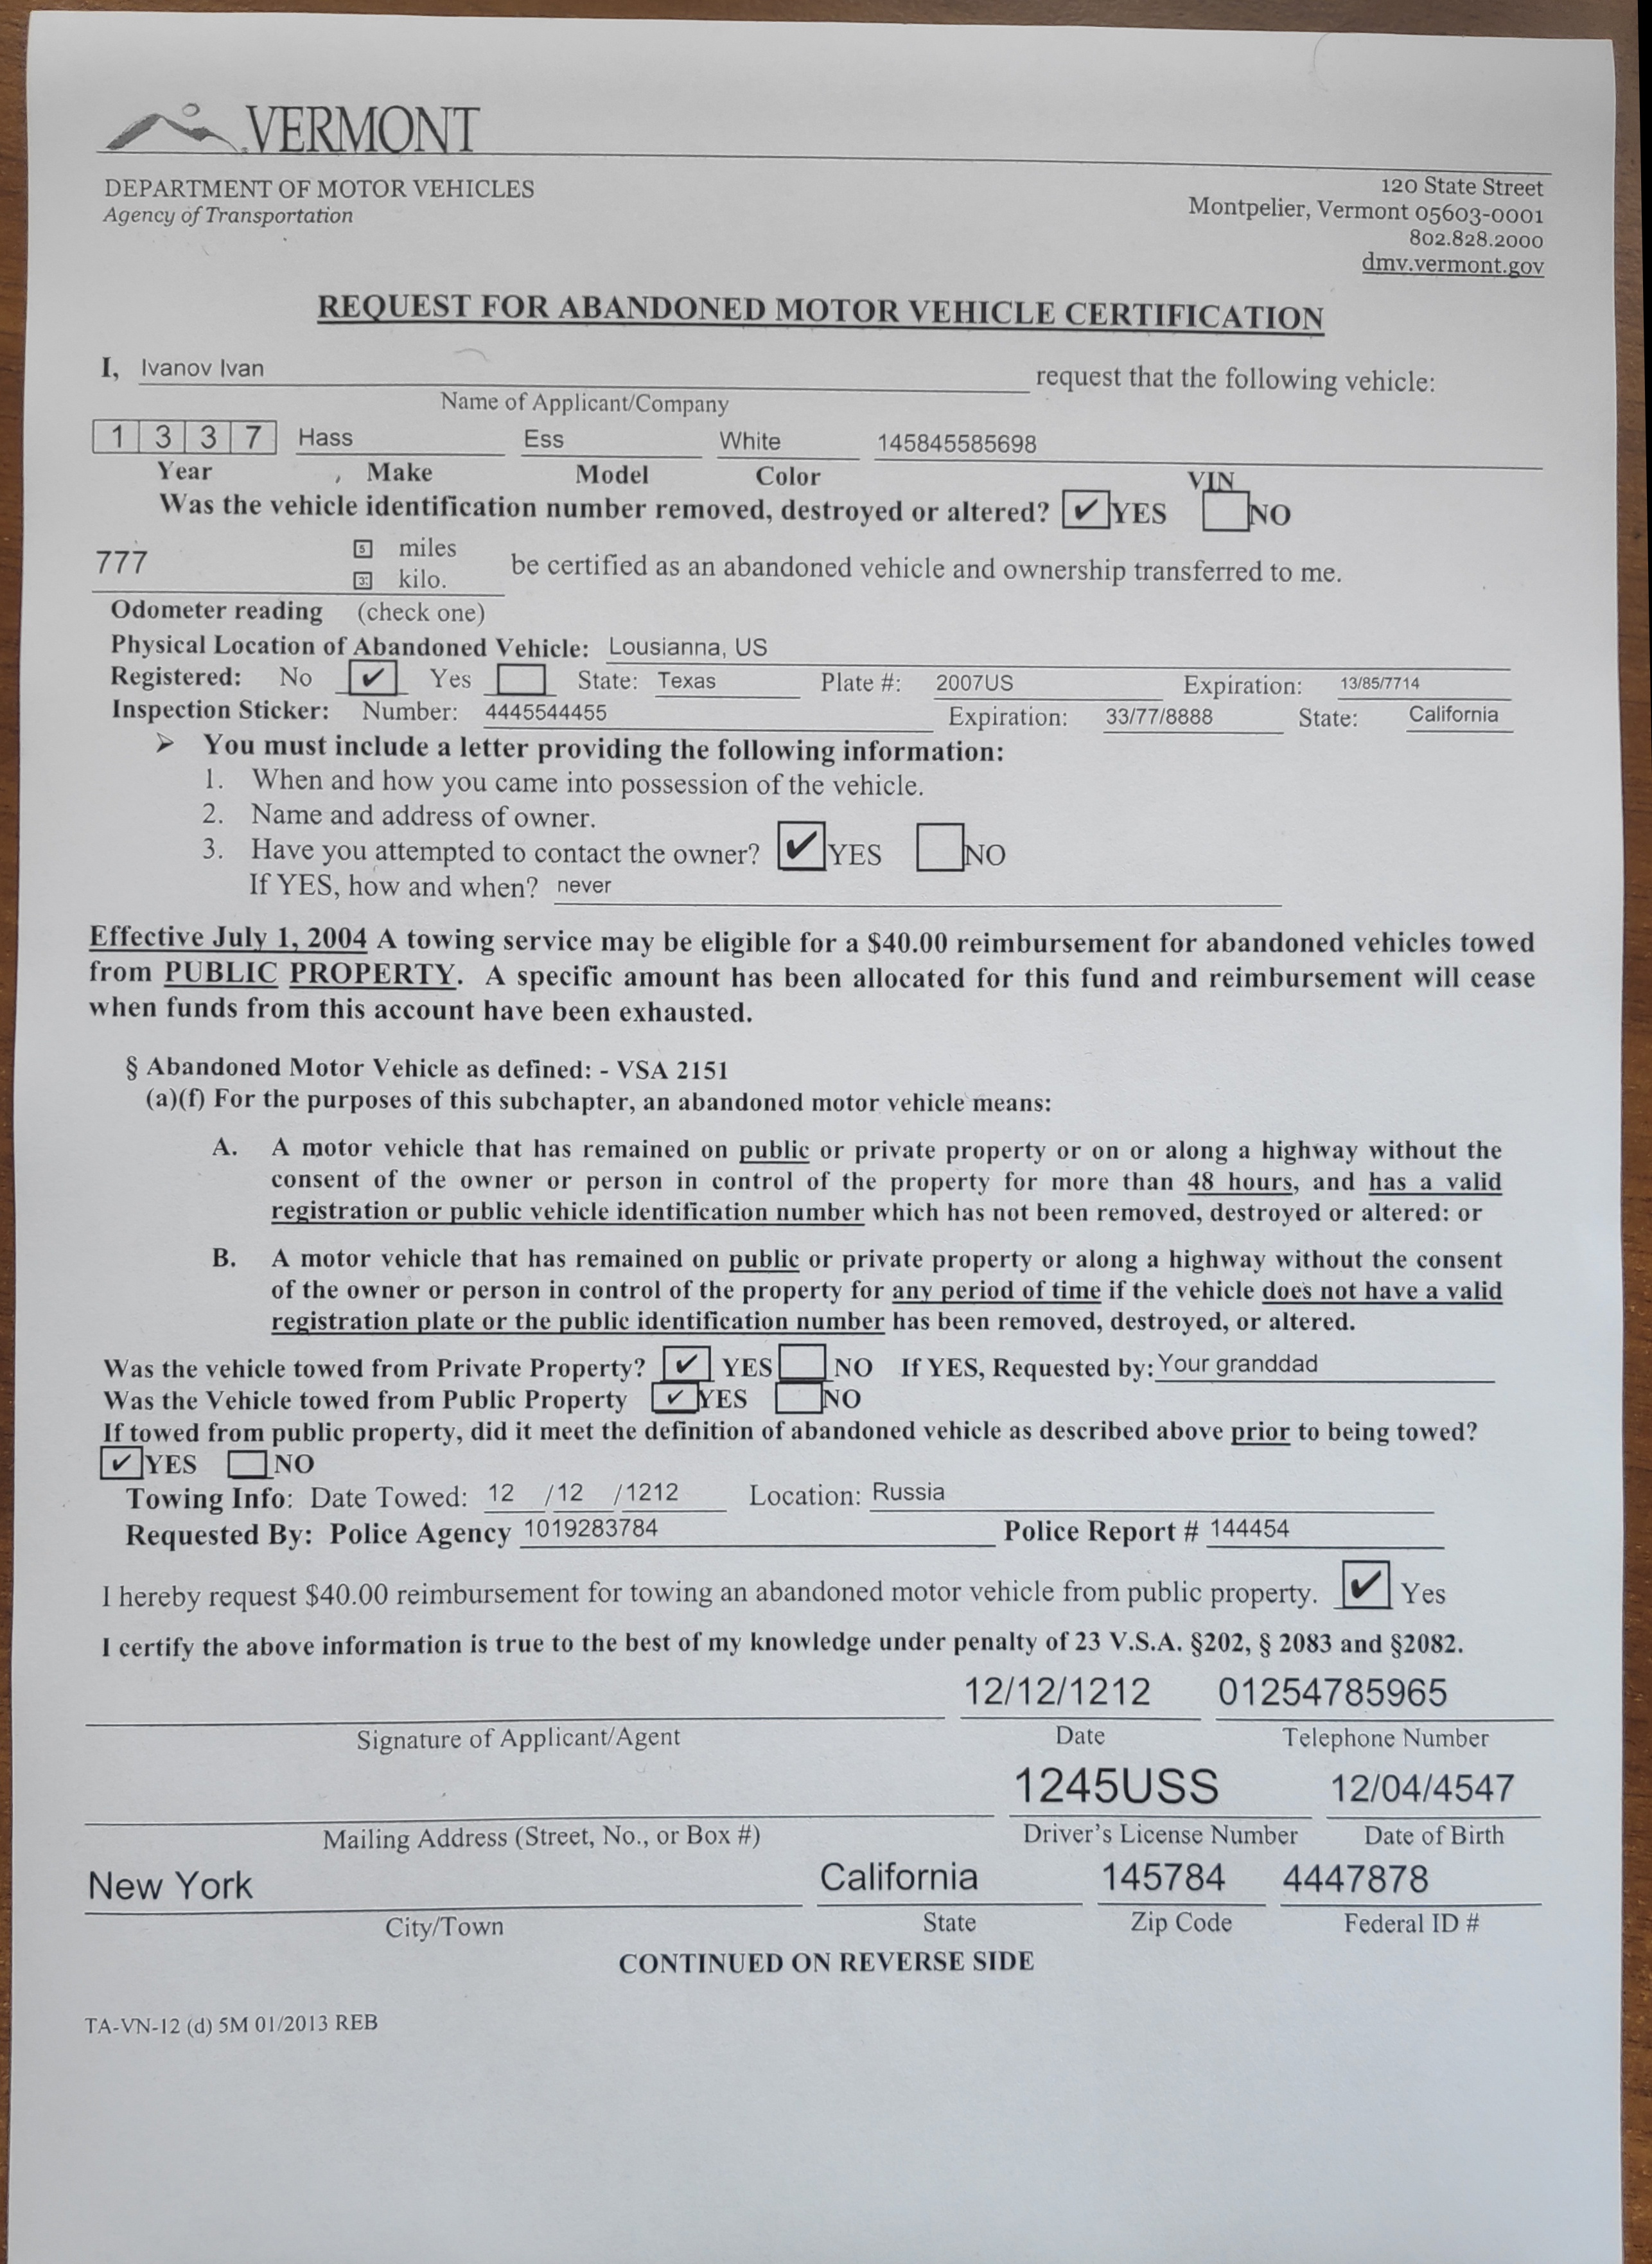 VERMONT
DEPARTMENT OF MOTOR VEHICLES
Agency of Transportation
120 State Street
Montpelier, Vermont 05603-0001
802.828.2000
dmv.vermont.gov
REQUEST FOR ABANDONED MOTOR VEHICLE CERTIFICATION
I, Ivanov Ivan request that the following vehicle:
Name of Applicant/Company
1 3 3 7 Hass Ess White 145845585698
Year Make Model Color VIN
Was the vehicle identification number removed, destroyed or altered? ✔ YES NO
777 5 miles
kilo. be certified as an abandoned vehicle and ownership transferred to me.
Odometer reading (check one)
Physical Location of Abandoned Vehicle: Lousianna, US
Registered: No ✔ Yes State: Texas Plate #: 2007US Expiration: 13/85/7714
Inspection Sticker: Number: 4445544455 Expiration: 33/77/8888 State: California
➢ You must include a letter providing the following information:
1. When and how you came into possession of the vehicle.
2. Name and address of owner.
3. Have you attempted to contact the owner? ✔ YES NO
If YES, how and when? never
Effective July 1, 2004 A towing service may be eligible for a $40.00 reimbursement for abandoned vehicles towed
from PUBLIC PROPERTY. A specific amount has been allocated for this fund and reimbursement will cease
when funds from this account have been exhausted.
§ Abandoned Motor Vehicle as defined: - VSA 2151
(a)(f) For the purposes of this subchapter, an abandoned motor vehicle means:
A. A motor vehicle that has remained on public or private property or on or along a highway without the
consent of the owner or person in control of the property for more than 48 hours, and has a valid
registration or public vehicle identification number which has not been removed, destroyed or altered: or
B. A motor vehicle that has remained on public or private property or along a highway without the consent
of the owner or person in control of the property for any period of time if the vehicle does not have a valid
registration plate or the public identification number has been removed, destroyed, or altered.
Was the vehicle towed from Private Property? ✔ YES NO If YES, Requested by: Your granddad
Was the Vehicle towed from Public Property ✔ YES NO
If towed from public property, did it meet the definition of abandoned vehicle as described above prior to being towed?
✔ YES NO
Towing Info: Date Towed: 12 /12 /1212 Location: Russia
Requested By: Police Agency 1019283784 Police Report # 144454
I hereby request $40.00 reimbursement for towing an abandoned motor vehicle from public property. ✔ Yes
I certify the above information is true to the best of my knowledge under penalty of 23 V.S.A. §202, § 2083 and §2082.
12/12/1212 01254785965
Signature of Applicant/Agent Date Telephone Number
1245USS 12/04/4547
Mailing Address (Street, No., or Box #) Driver's License Number Date of Birth
New York California 145784 4447878
City/Town State Zip Code Federal ID #
CONTINUED ON REVERSE SIDE
TA-VN-12 (d) 5M 01/2013 REB